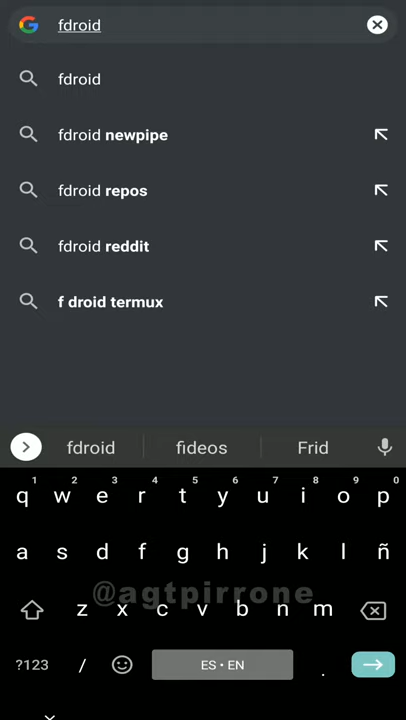 fdroid
fdroid
fdroid newpipe
fdroid repos
fdroid reddit
f droid termux
fdroid fideos Frid
1 2 3 4 5 6 7 8 9 0
q w e r t y u i o p
a s d f g h j k l ñ
@agtpirrone
z x c v b n m
?123 / ES • EN .